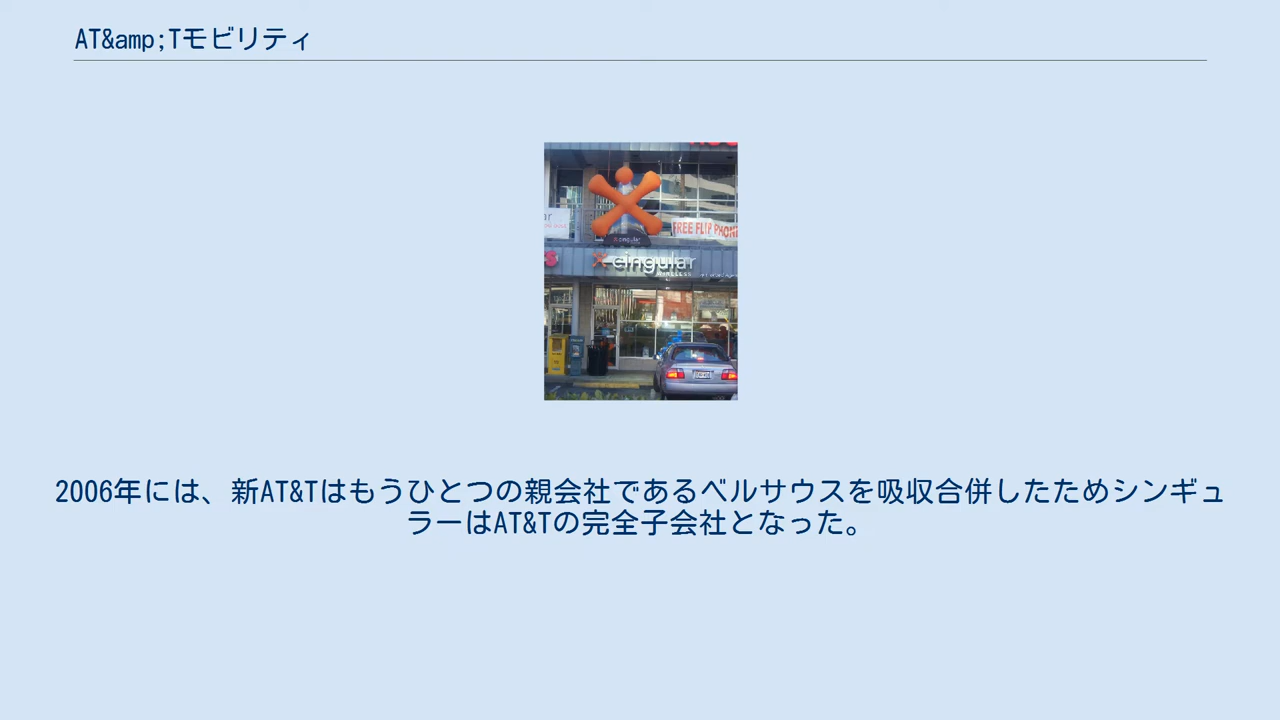 AT&amp;Tモビリティ
FREE FLIP PHONE
cingular
2006年には、新AT&Tはもうひとつの親会社であるベルサウスを吸収合併したためシンギュ
ラーはAT&Tの完全子会社となった。